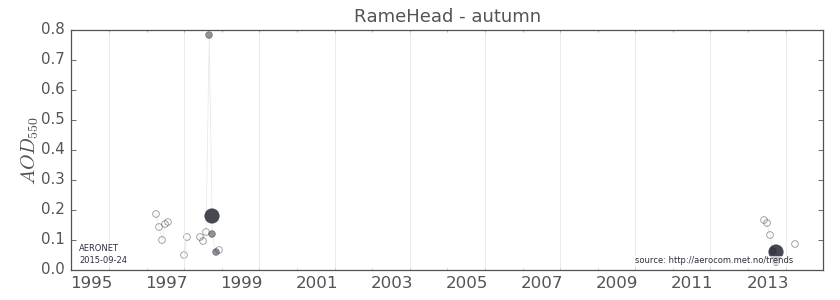 RameHead - autumn
0.8
0.7
0.6
0.5
0.4
0.3
0.2
0.1
0.0
AOD550
AERONET
2015-09-24
source: http://aerocom.met.no/trends
1995 1997 1999 2001 2003 2005 2007 2009 2011 2013